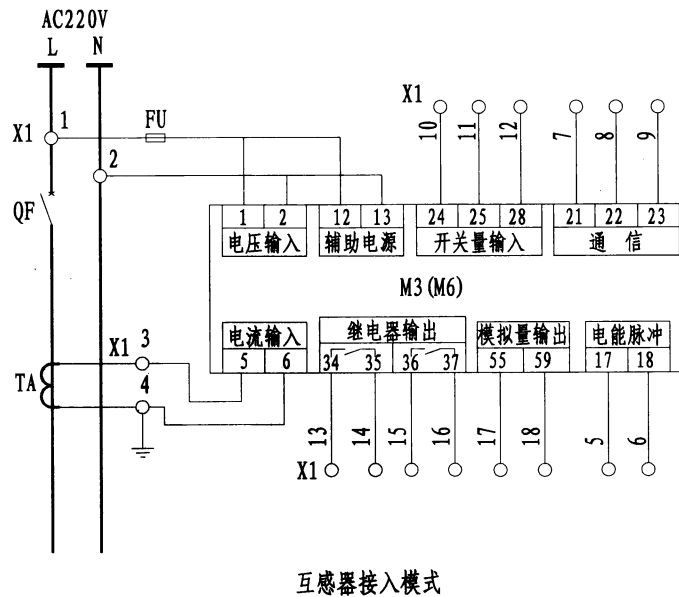 AC220V
L N
X1 1 FU
2
QF
X1
10 11 12 7 8 9
1 2 12 13 24 25 28 21 22 23
电压输入 辅助电源 开关量输入 通 信
M3(M6)
电流输入 继电器输出 模拟量输出 电能脉冲
5 6 34 35 36 37 55 59 17 18
X1 3
4
TA
13 14 15 16 17 18 5 6
X1
互感器接入模式